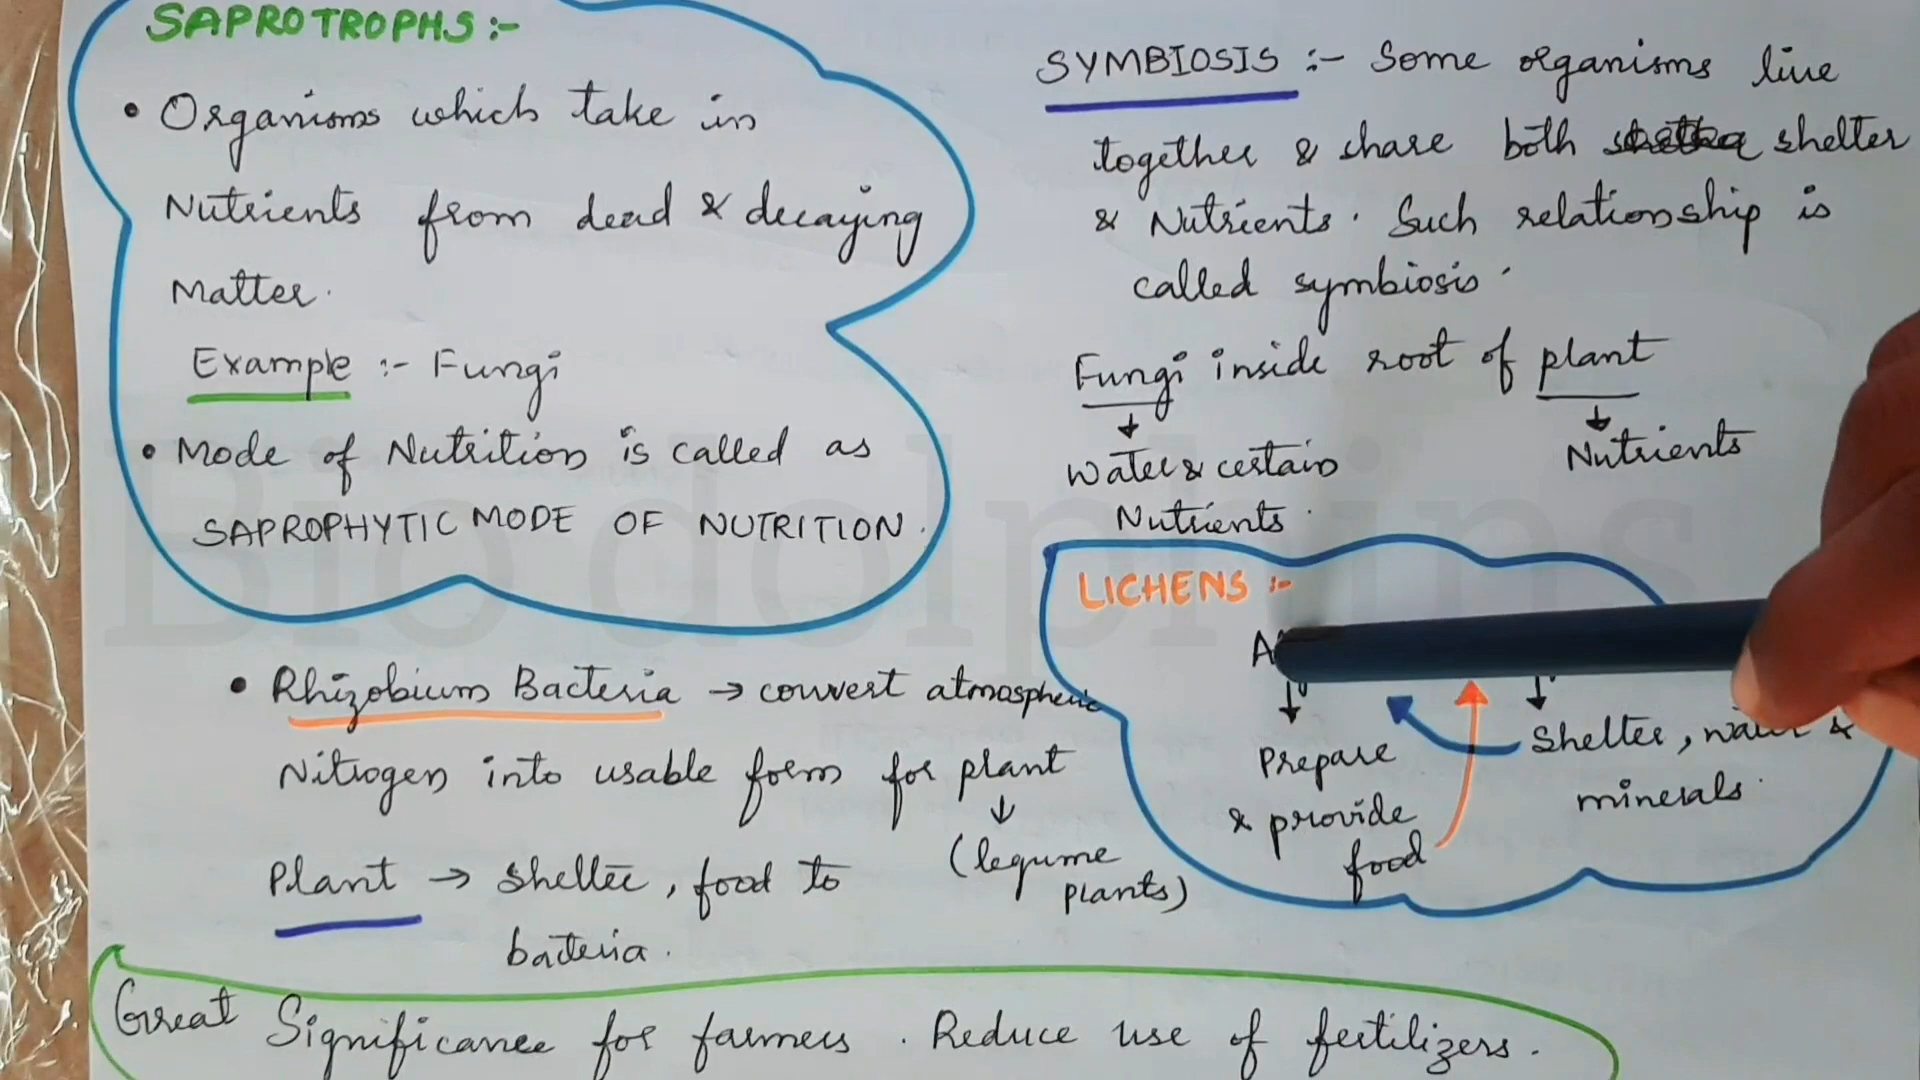 SAPROTROPHS :-
• Organisms which take in
Nutrients from dead & decaying
Matter.
Example :- Fungi
• Mode of Nutrition is called as
SAPROPHYTIC MODE OF NUTRITION.
• Rhizobium Bacteria → convert atmospheric
Nitrogen into usable form for plant
↓
(legume
plants)
Plant → shelter, food to
bacteria.
Great Significance for farmers. Reduce use of fertilizers.
SYMBIOSIS :- Some organisms live
together & share both shelter
& Nutrients. Such relationship is
called symbiosis.
Fungi inside root of plant
↓ ↓
Water & certain Nutrients
Nutrients.
LICHENS :-
↓ ↓
Prepare Shelter, &
& provide minerals.
food
Bio dolphins